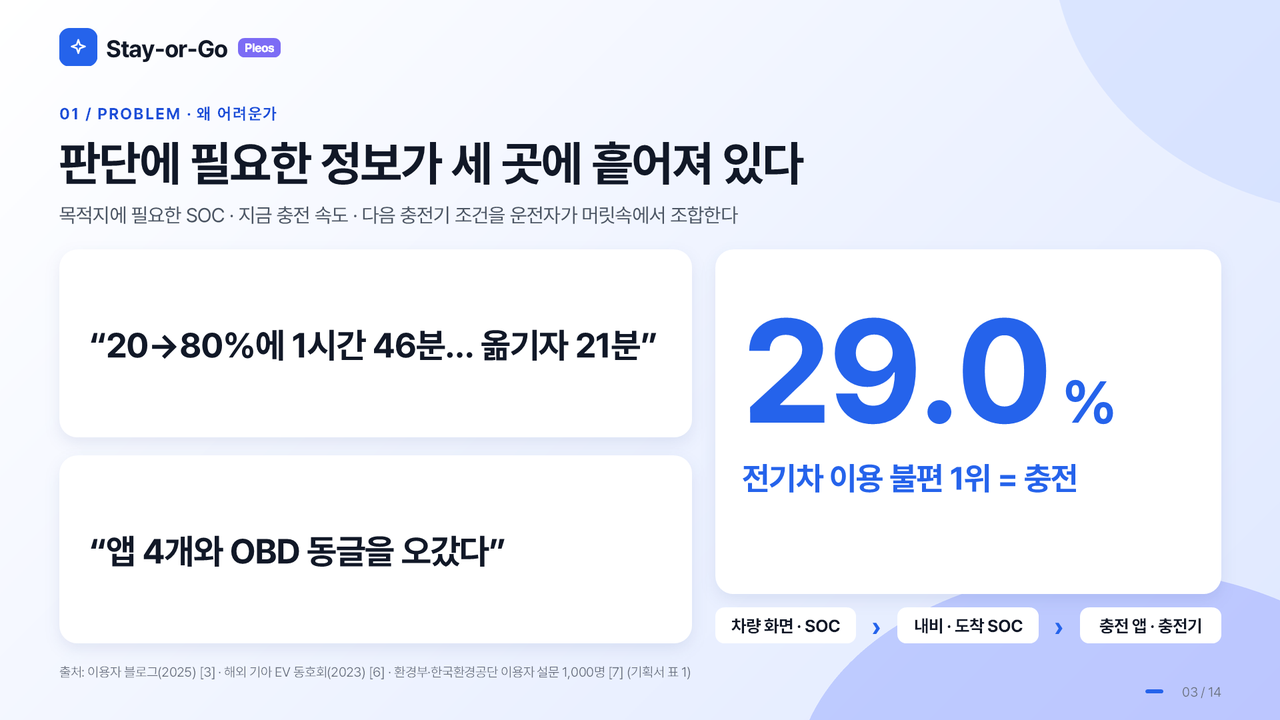 Stay-or-Go Pleos
01 / PROBLEM · 왜 어려운가
판단에 필요한 정보가 세 곳에 흩어져 있다
목적지에 필요한 SOC · 지금 충전 속도 · 다음 충전기 조건을 운전자가 머릿속에서 조합한다
“20→80%에 1시간 46분… 옮기자 21분”
“앱 4개와 OBD 동글을 오갔다”
29.0 %
전기차 이용 불편 1위 = 충전
차량 화면 · SOC › 내비 · 도착 SOC › 충전 앱 · 충전기
출처: 이용자 블로그(2025) [3] · 해외 기아 EV 동호회(2023) [6] · 환경부·한국환경공단 이용자 설문 1,000명 [7] (기획서 표 1)
03 / 14